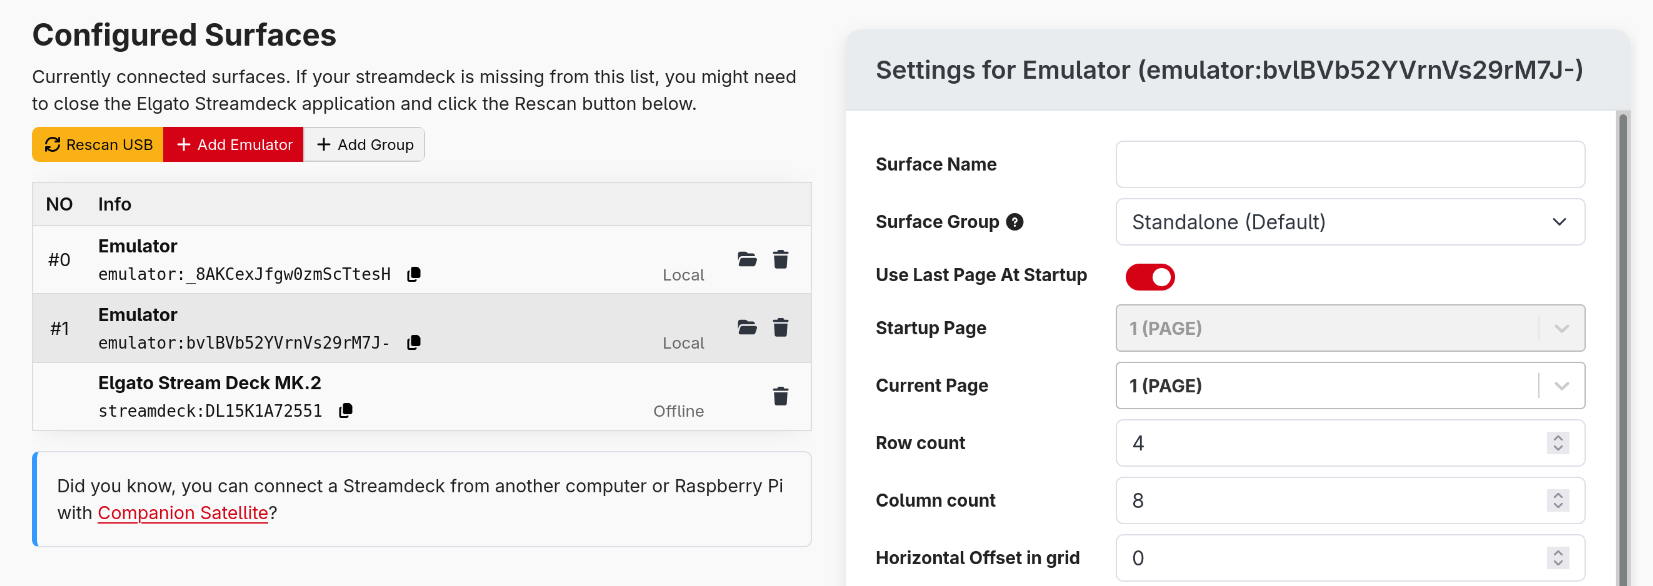 Configured Surfaces
Currently connected surfaces. If your streamdeck is missing from this list, you might need
to close the Elgato Streamdeck application and click the Rescan button below.
Rescan USB
Add Emulator
Add Group
NO Info
#0
Emulator
emulator:_8AKCexJfgw0zmScTtesH
Local
#1
Emulator
emulator:bvlBVb52YVrnVs29rM7J-
Local
Elgato Stream Deck MK.2
streamdeck:DL15K1A72551
Offline
Did you know, you can connect a Streamdeck from another computer or Raspberry Pi
with Companion Satellite?
Settings for Emulator (emulator:bvlBVb52YVrnVs29rM7J-)
Surface Name
Surface Group ? Standalone (Default)
Use Last Page At Startup
Startup Page 1 (PAGE)
Current Page 1 (PAGE)
Row count 4
Column count 8
Horizontal Offset in grid 0